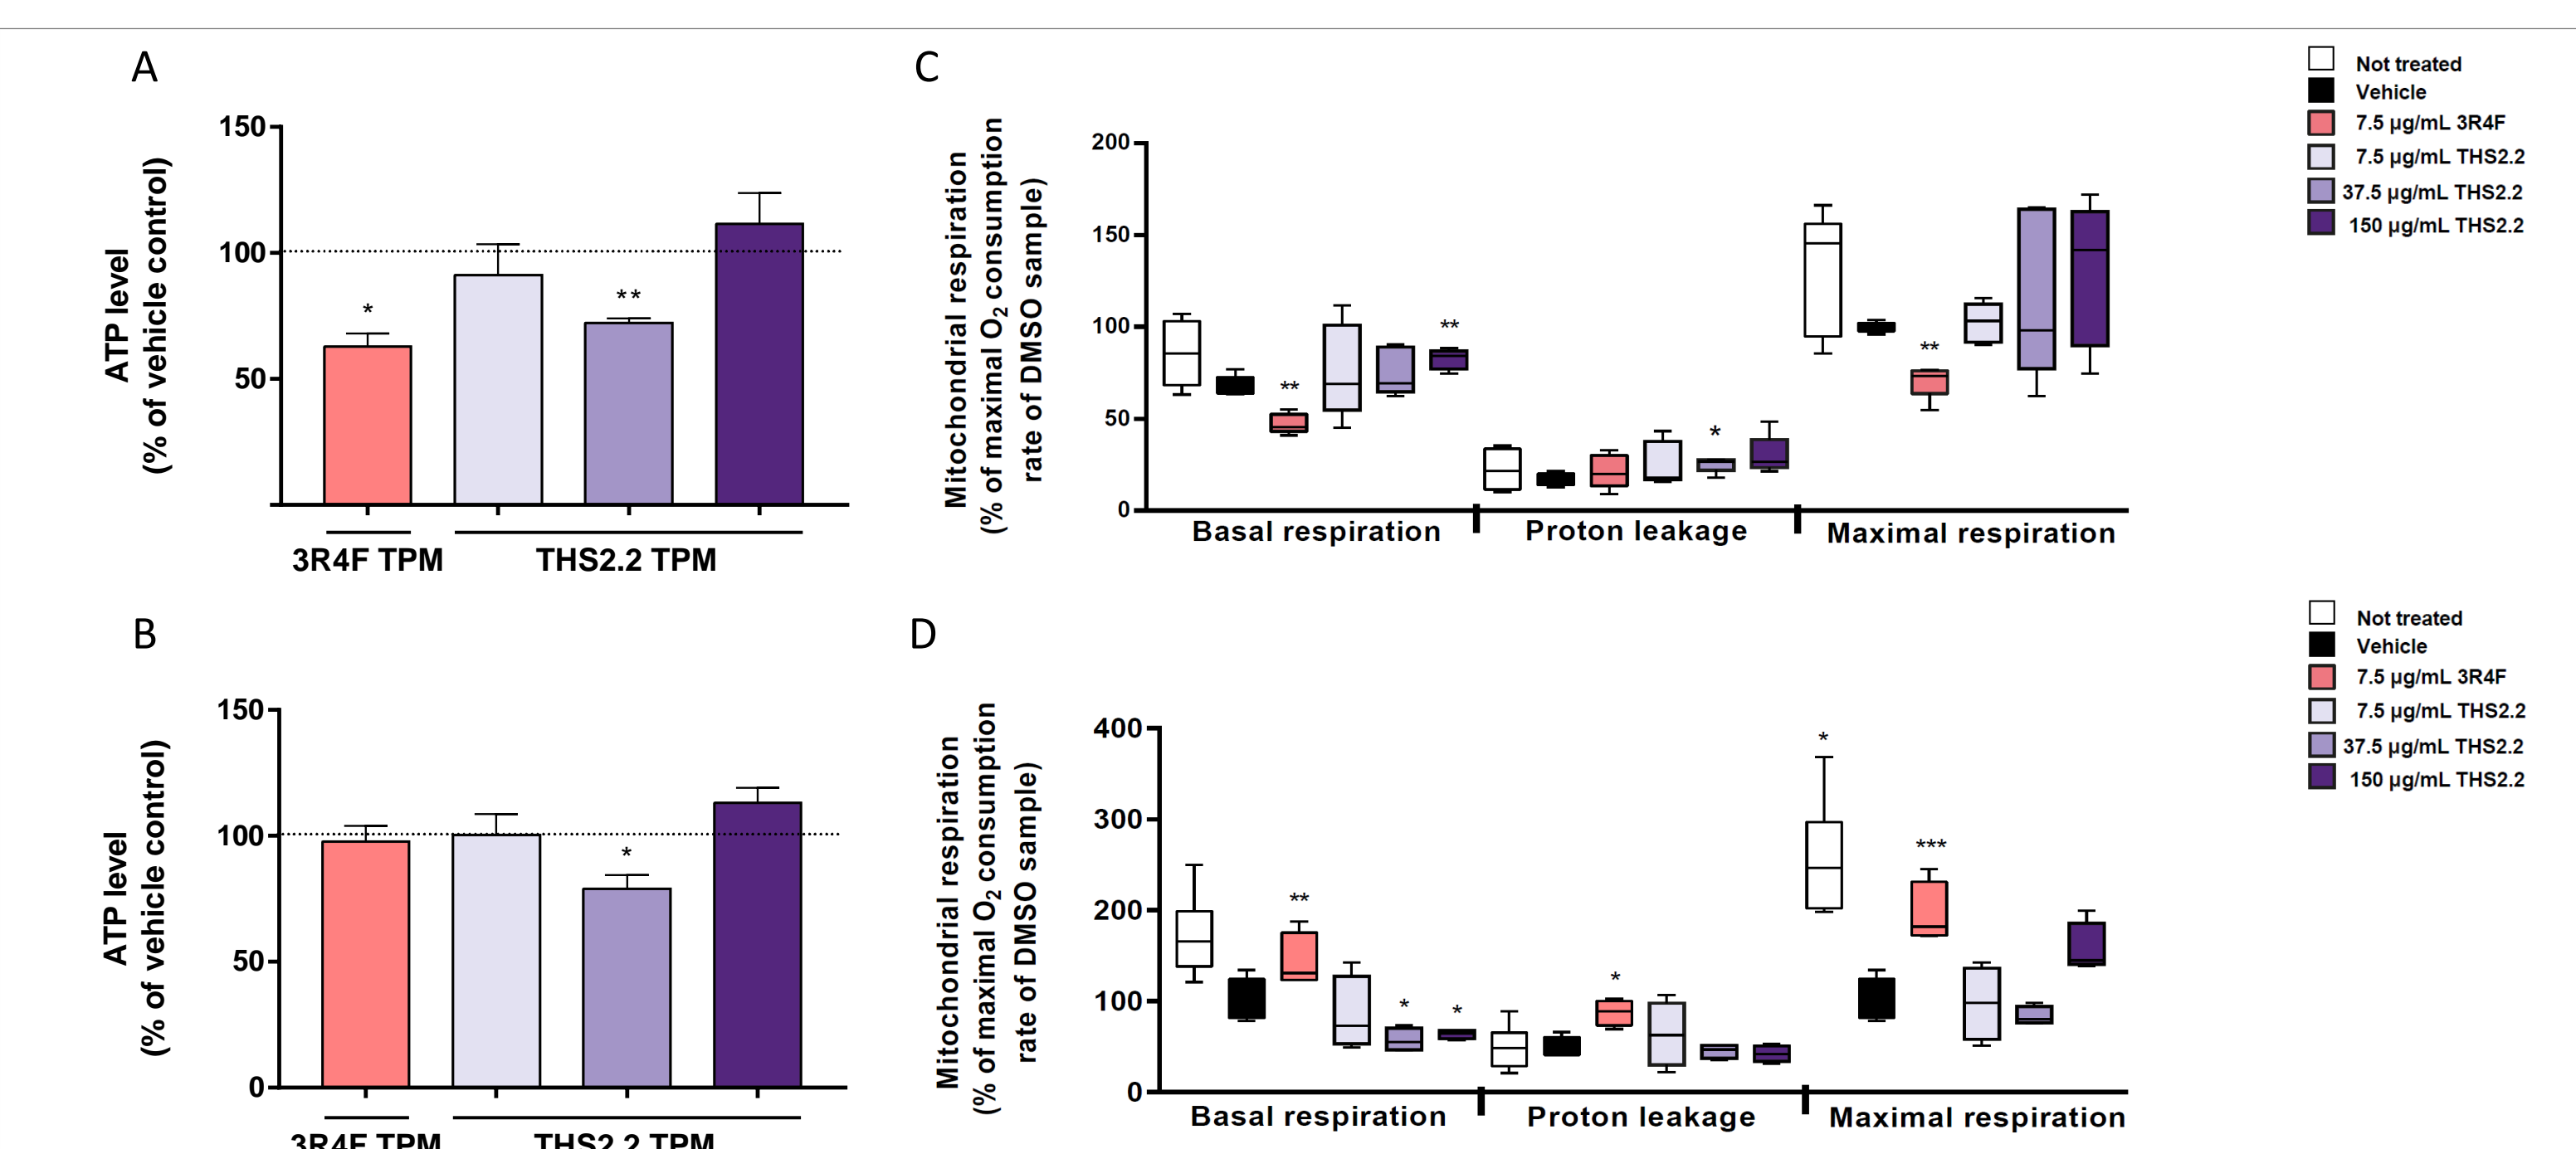 A
150
100
50
ATP level
(% of vehicle control)
*
**
3R4F TPM
THS2.2 TPM
C
200
150
100
50
0
Mitochondrial respiration
(% of maximal O2 consumption
rate of DMSO sample)
**
**
*
**
Basal respiration
Proton leakage
Maximal respiration
Not treated
Vehicle
7.5 µg/mL 3R4F
7.5 µg/mL THS2.2
37.5 µg/mL THS2.2
150 µg/mL THS2.2
B
150
100
50
0
ATP level
(% of vehicle control)
*
3R4F TPM
THS2.2 TPM
D
400
300
200
100
0
Mitochondrial respiration
(% of maximal O2 consumption
rate of DMSO sample)
**
*
*
*
*
***
Basal respiration
Proton leakage
Maximal respiration
Not treated
Vehicle
7.5 µg/mL 3R4F
7.5 µg/mL THS2.2
37.5 µg/mL THS2.2
150 µg/mL THS2.2